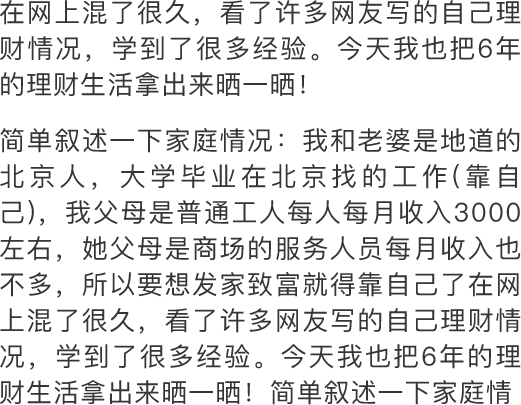 在网上混了很久，看了许多网友写的自己理
财情况，学到了很多经验。今天我也把6年
的理财生活拿出来晒一晒！
简单叙述一下家庭情况：我和老婆是地道的
北京人，大学毕业在北京找的工作(靠自
己)，我父母是普通工人每人每月收入3000
左右，她父母是商场的服务人员每月收入也
不多，所以要想发家致富就得靠自己了在网
上混了很久，看了许多网友写的自己理财情
况，学到了很多经验。今天我也把6年的理
财生活拿出来晒一晒！简单叙述一下家庭情